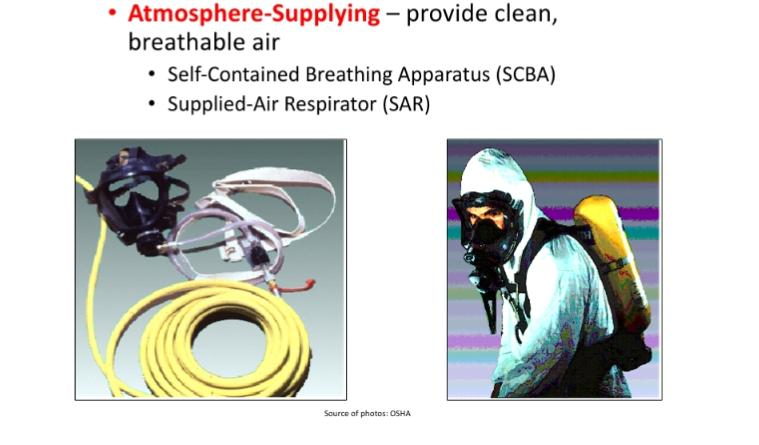 • Atmosphere-Supplying – provide clean,
breathable air
• Self-Contained Breathing Apparatus (SCBA)
• Supplied-Air Respirator (SAR)
Source of photos: OSHA